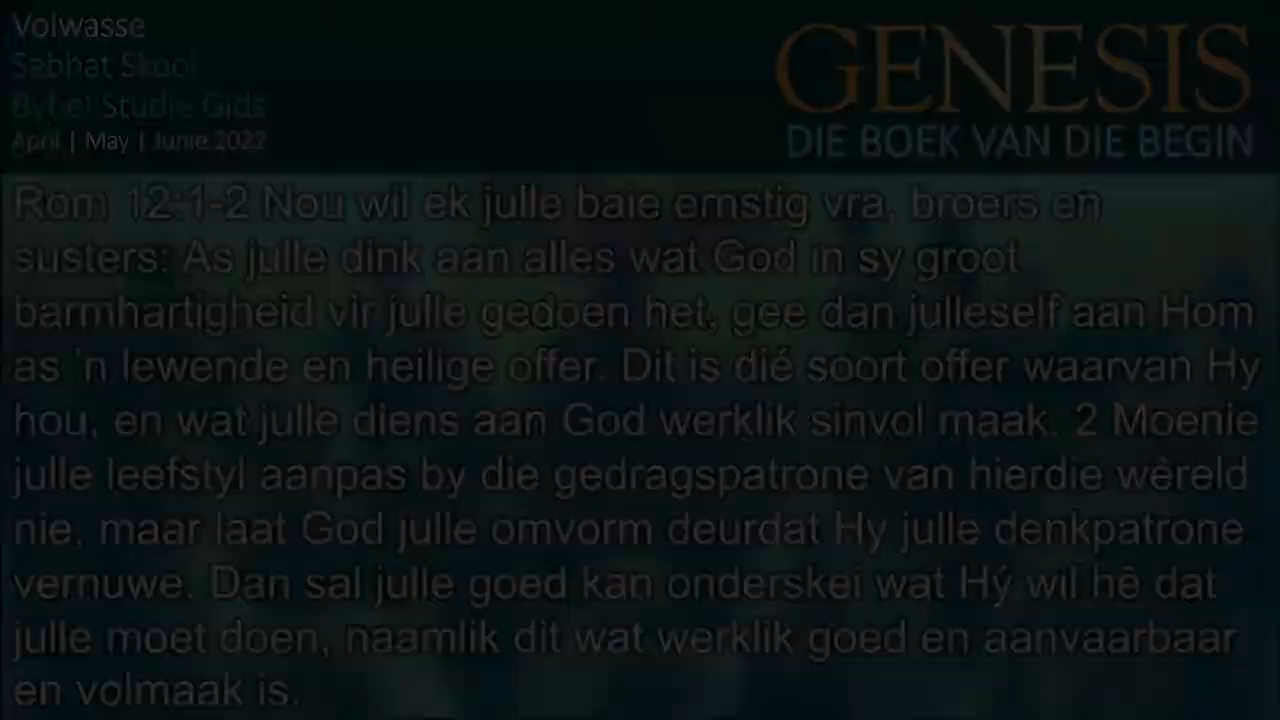 Volwasse
Sabbat Skool
Bybel Studie Gids
April | May | Junie 2022
GENESIS
DIE BOEK VAN DIE BEGIN
Rom 12:1-2 Nou wil ek julle baie ernstig vra, broers en
susters: As julle dink aan alles wat God in sy groot
barmhartigheid vir julle gedoen het, gee dan julleself aan Hom
as 'n lewende en heilige offer. Dit is dié soort offer waarvan Hy
hou, en wat julle diens aan God werklik sinvol maak. 2 Moenie
julle leefstyl aanpas by die gedragspatrone van hierdie wêreld
nie, maar laat God julle omvorm deurdat Hy julle denkpatrone
vernuwe. Dan sal julle goed kan onderskei wat Hý wil hê dat
julle moet doen, naamlik dit wat werklik goed en aanvaarbaar
en volmaak is.